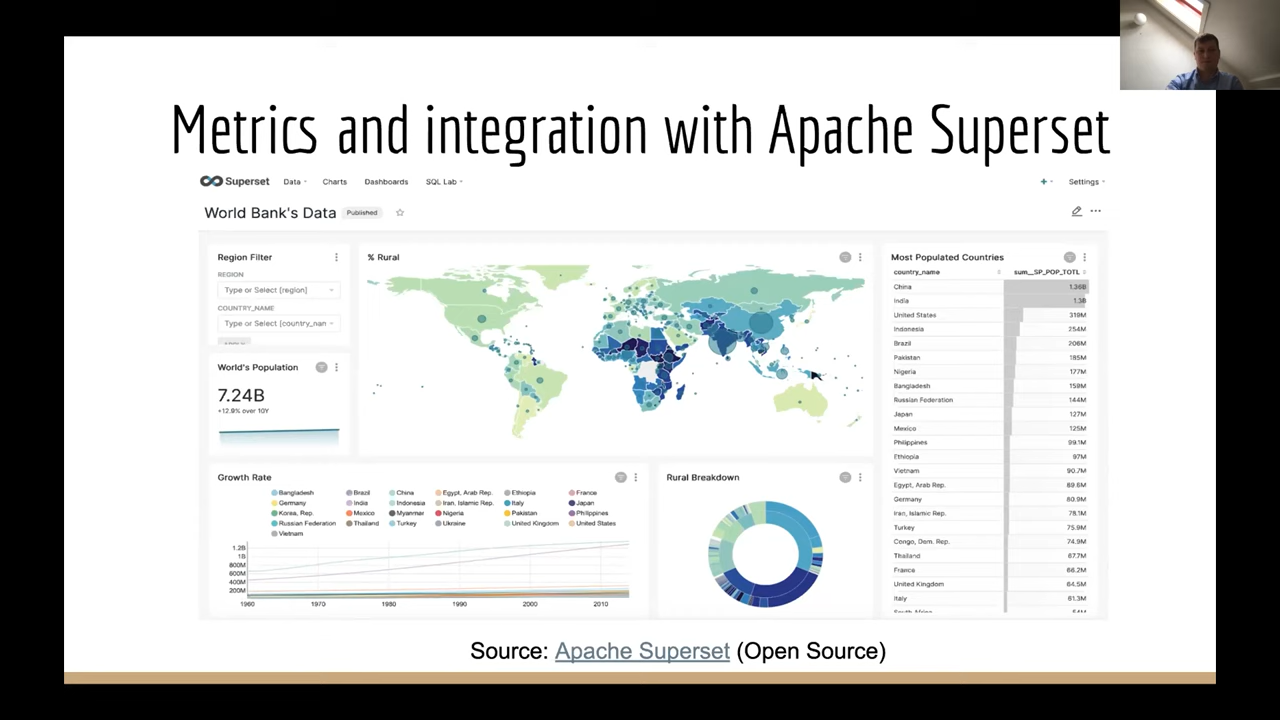 Metrics and integration with Apache Superset
Superset
Data
Charts
Dashboards
SQL Lab
Settings
World Bank's Data
Published
Region Filter
REGION
Type or Select [region]
COUNTRY_NAME
Type or Select [country_nan
World's Population
7.24B
+12.9% over 10Y
% Rural
Most Populated Countries
country_name sum__SP_POP_TOTL
China 1.36B
India 1.3B
United States 319M
Indonesia 254M
Brazil 206M
Pakistan 185M
Nigeria 177M
Bangladesh 159M
Russian Federation 144M
Japan 127M
Mexico 125M
Philippines 99.1M
Ethiopia 97M
Vietnam 90.7M
Egypt, Arab Rep. 89.6M
Germany 80.9M
Iran, Islamic Rep. 78.1M
Turkey 75.9M
Congo, Dem. Rep. 74.9M
Thailand 67.7M
France 66.2M
United Kingdom 64.5M
Italy 61.3M
Growth Rate
Bangladesh Brazil China Egypt, Arab Rep. Ethiopia France
Germany India Indonesia Iran, Islamic Rep. Italy Japan
Korea, Rep. Mexico Myanmar Nigeria Pakistan Philippines
Russian Federation Thailand Turkey Ukraine United Kingdom United States
Vietnam
1.2B
1B
800M
600M
400M
200M
1960 1970 1980 1990 2000 2010
Rural Breakdown
Source: Apache Superset (Open Source)